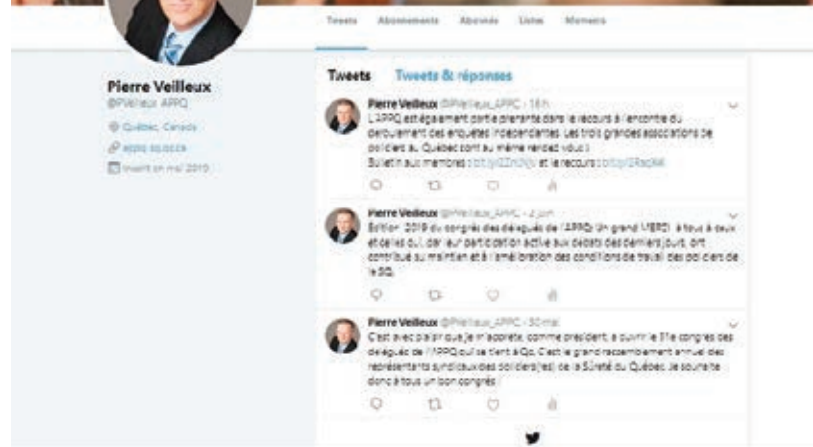 Tweets Abonnements Abonnés Listes Moments
Pierre Veilleux
@PVeilleux_APPQ
Québec, Canada
appq-sq.qc.ca
Inscrit en mai 2019
Tweets Tweets & réponses
Pierre Veilleux @PVeilleux_APPQ · 18 h
L'APPQ est également partie prenante dans le recours à l'encontre du
déroulement des enquêtes indépendantes. Les trois grandes associations de
policiers au Québec sont au même rendez-vous :
Bulletin aux membres et le recours
Pierre Veilleux @PVeilleux_APPQ · 2 juin
Édition 2019 du congrès des délégués de l'APPQ: Un grand MERCI à tous à ceux
et celles qui, par leur participation active aux débats des derniers jours, ont
contribué au maintien et à l'amélioration des conditions de travail des policiers de
la SQ.
Pierre Veilleux @PVeilleux_APPQ · 30 mai
C'est avec plaisir que je m'apprête, comme président, à ouvrir le congrès des
délégués de l'APPQ qui se tient à Qc. C'est le grand rassemblement annuel des
représentants syndicaux des policiers(ères) de la Sûreté du Québec. Je souhaite
donc à tous un bon congrès !